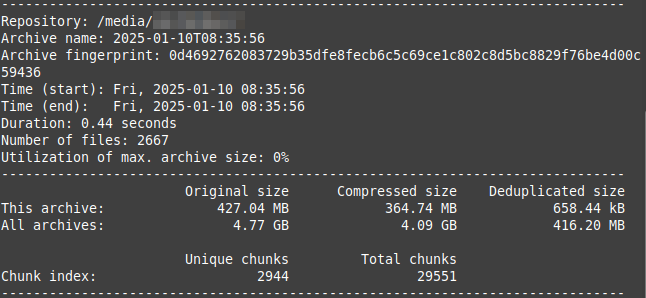 ------------------------------------------------------------------------------
Repository: /media/
Archive name: 2025-01-10T08:35:56
Archive fingerprint: 0d4692762083729b35dfe8fecb6c5c69ce1c802c8d5bc8829f76be4d00c
59436
Time (start): Fri, 2025-01-10 08:35:56
Time (end):   Fri, 2025-01-10 08:35:56
Duration: 0.44 seconds
Number of files: 2667
Utilization of max. archive size: 0%
------------------------------------------------------------------------------
                       Original size      Compressed size    Deduplicated size
This archive:              427.04 MB            364.74 MB            658.44 kB
All archives:                4.77 GB              4.09 GB            416.20 MB

                       Unique chunks         Total chunks
Chunk index:                    2944                29551
------------------------------------------------------------------------------